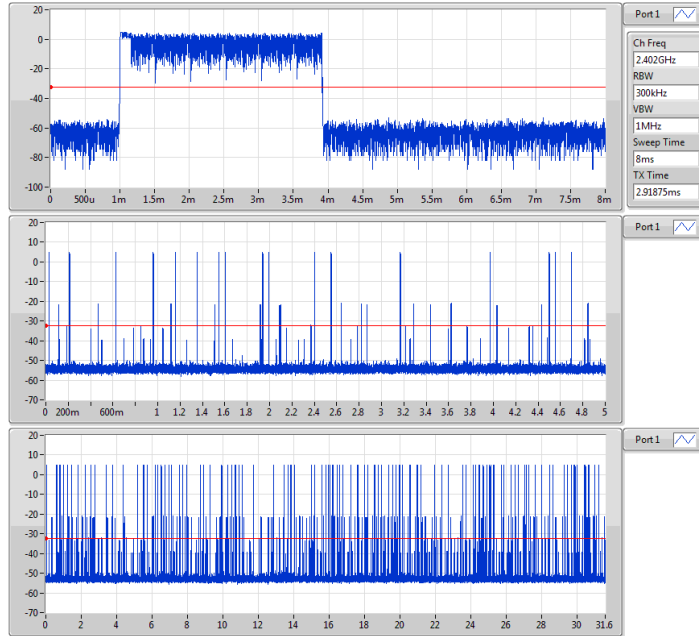 20
0
-20
-40
-60
-80
-100
0 500u 1m 1.5m 2m 2.5m 3m 3.5m 4m 4.5m 5m 5.5m 6m 6.5m 7m 7.5m 8m
Port 1
Ch Freq
2.402GHz
RBW
300kHz
VBW
1MHz
Sweep Time
8ms
TX Time
2.91875ms
20
10
0
-10
-20
-30
-40
-50
-60
-70
0 200m 600m 1 1.2 1.4 1.6 1.8 2 2.2 2.4 2.6 2.8 3 3.2 3.4 3.6 3.8 4 4.2 4.4 4.6 4.8 5
Port 1
20
10
0
-10
-20
-30
-40
-50
-60
-70
0 2 4 6 8 10 12 14 16 18 20 22 24 26 28 30 31.6
Port 1